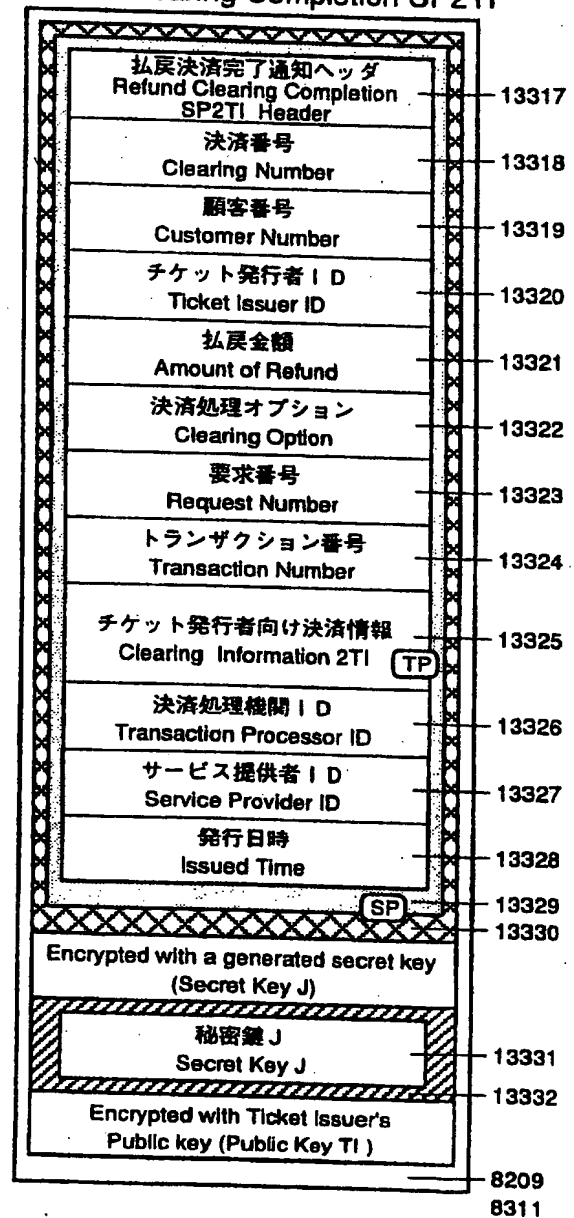 Clearing Completion SP2TI
払戻決済完了通知ヘッダ
Refund Clearing Completion
SP2TI Header
13317
決済番号
Clearing Number
13318
顧客番号
Customer Number
13319
チケット発行者ID
Ticket Issuer ID
13320
払戻金額
Amount of Refund
13321
決済処理オプション
Clearing Option
13322
要求番号
Request Number
13323
トランザクション番号
Transaction Number
13324
チケット発行者向け決済情報
Clearing Information 2TI
TP
13325
決済処理機関ID
Transaction Processor ID
13326
サービス提供者ID
Service Provider ID
13327
発行日時
Issued Time
13328
SP
13329
13330
Encrypted with a generated secret key
(Secret Key J)
秘密鍵J
Secret Key J
13331
13332
Encrypted with Ticket Issuer's
Public key (Public Key TI )
8209
8311